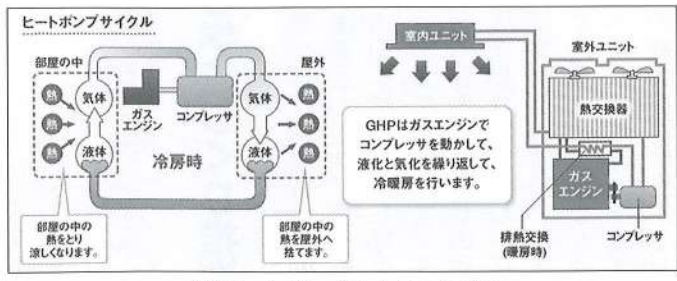 ヒートポンプサイクル
部屋の中
屋外
熱
熱
熱
気体
液体
ガス
エンジン
コンプレッサ
冷房時
気体
液体
熱
熱
熱
部屋の中の
熱をとり
涼しくなります。
部屋の中の
熱を屋外へ
捨てます。
室内ユニット
GHPはガスエンジンで
コンプレッサを動かして、
液化と気化を繰り返して、
冷暖房を行います。
室外ユニット
熱交換器
ガス
エンジン
排熱交換
(暖房時)
コンプレッサ